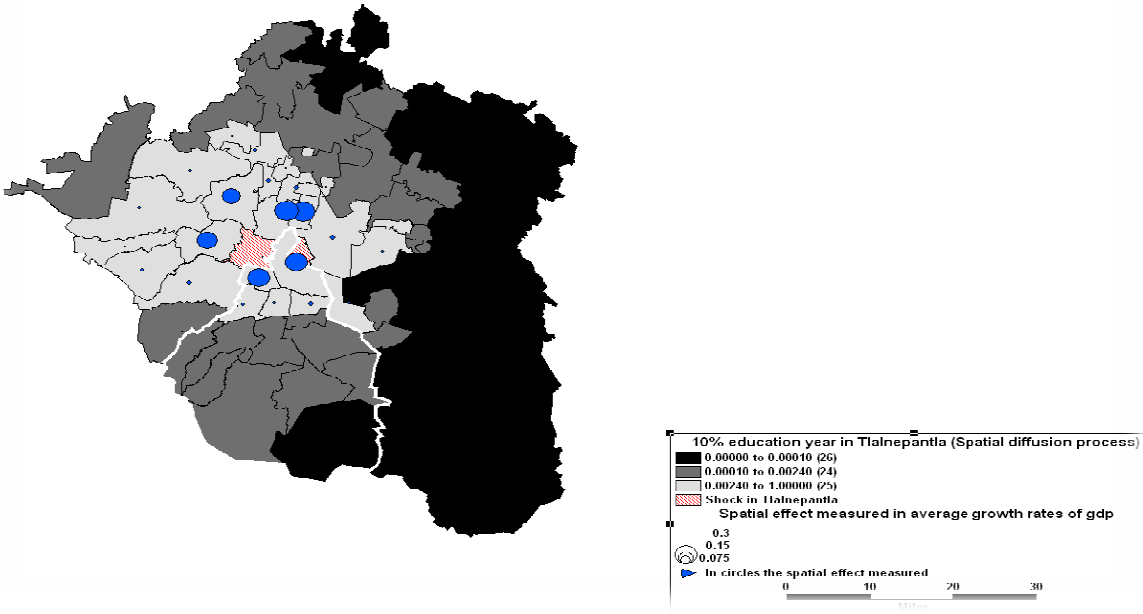 10% education year in Tlalnepantla (Spatial diffusion process)
0.00000 to 0.00010 (26)
0.00010 to 0.00240 (24)
0.00240 to 1.00000 (25)
Shock in Tlalnepantla
Spatial effect measured in average growth rates of gdp
0.3
0.15
0.075
In circles the spatial effect measured
0 10 20 30
Miles